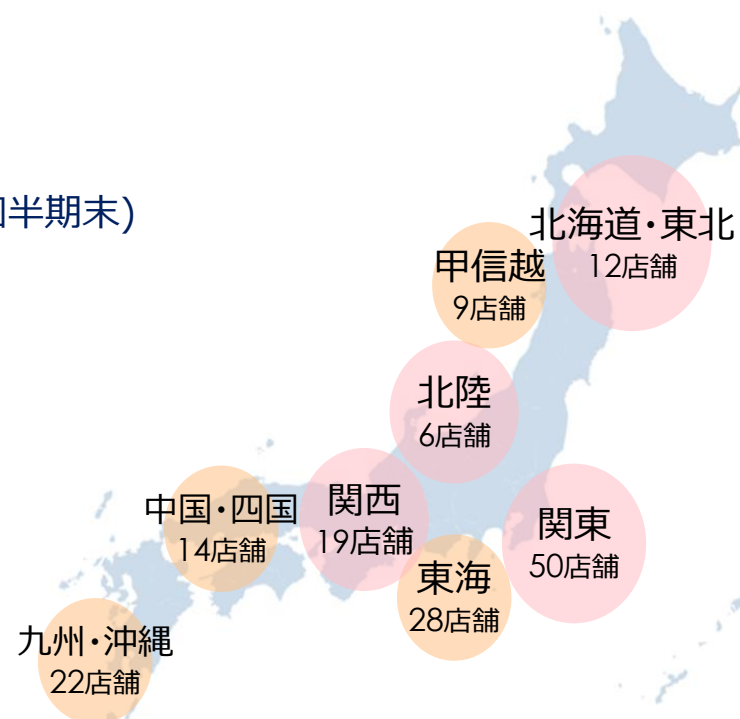 半期末)
北海道・東北
12店舗
甲信越
9店舗
北陸
6店舗
中国・四国
14店舗
関西
19店舗
関東
50店舗
東海
28店舗
九州・沖縄
22店舗